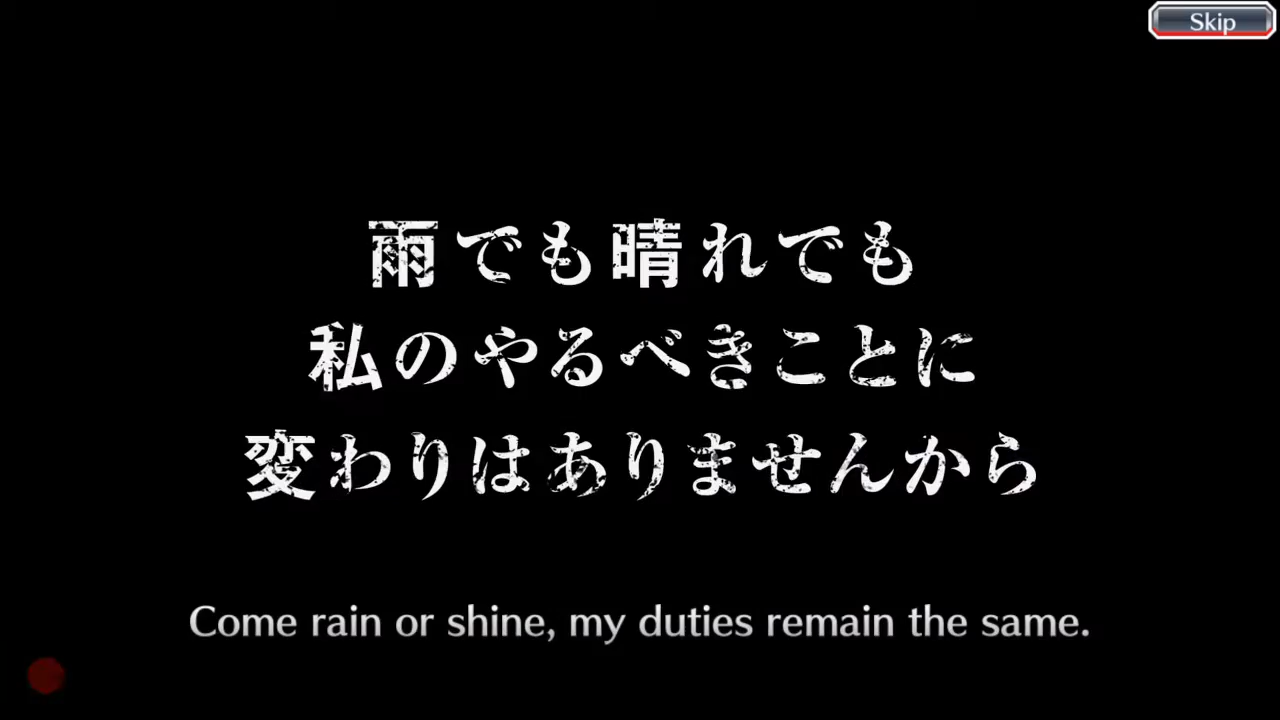 Skip
雨でも晴れでも
私のやるべきことに
変わりはありませんから
Come rain or shine, my duties remain the same.